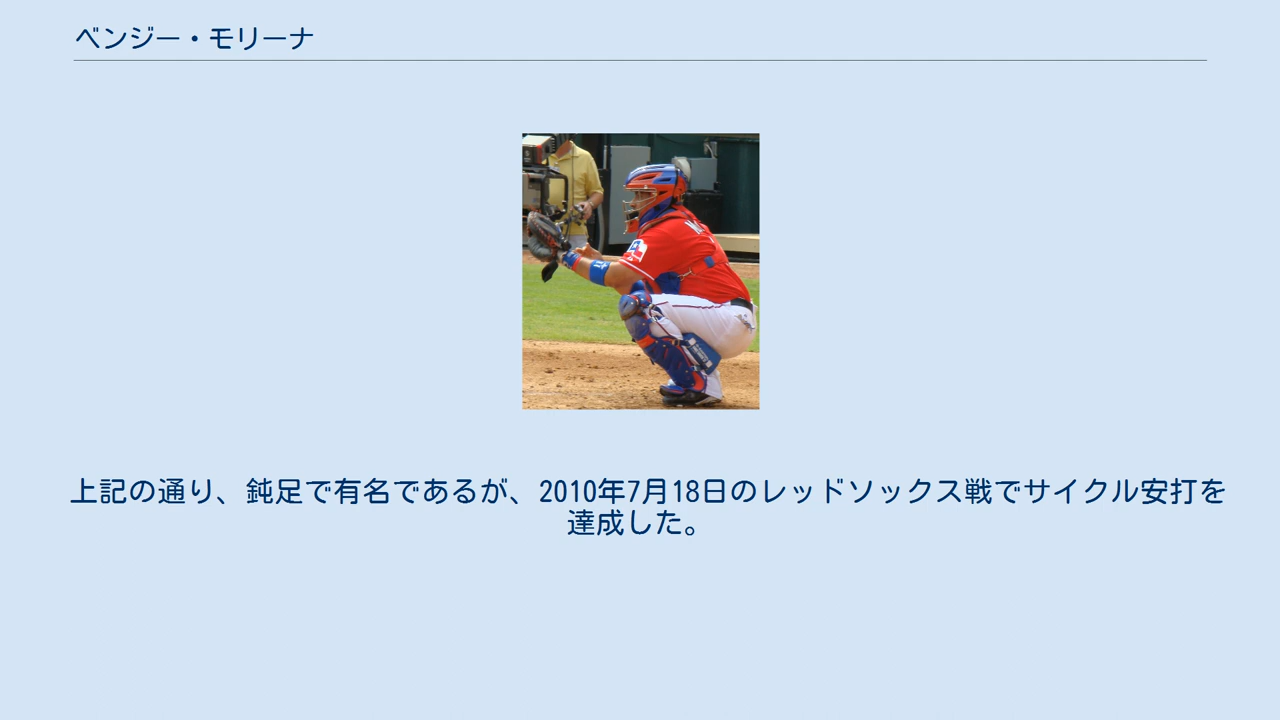 ベンジー・モリーナ
上記の通り、鈍足で有名であるが、2010年7月18日のレッドソックス戦でサイクル安打を
達成した。